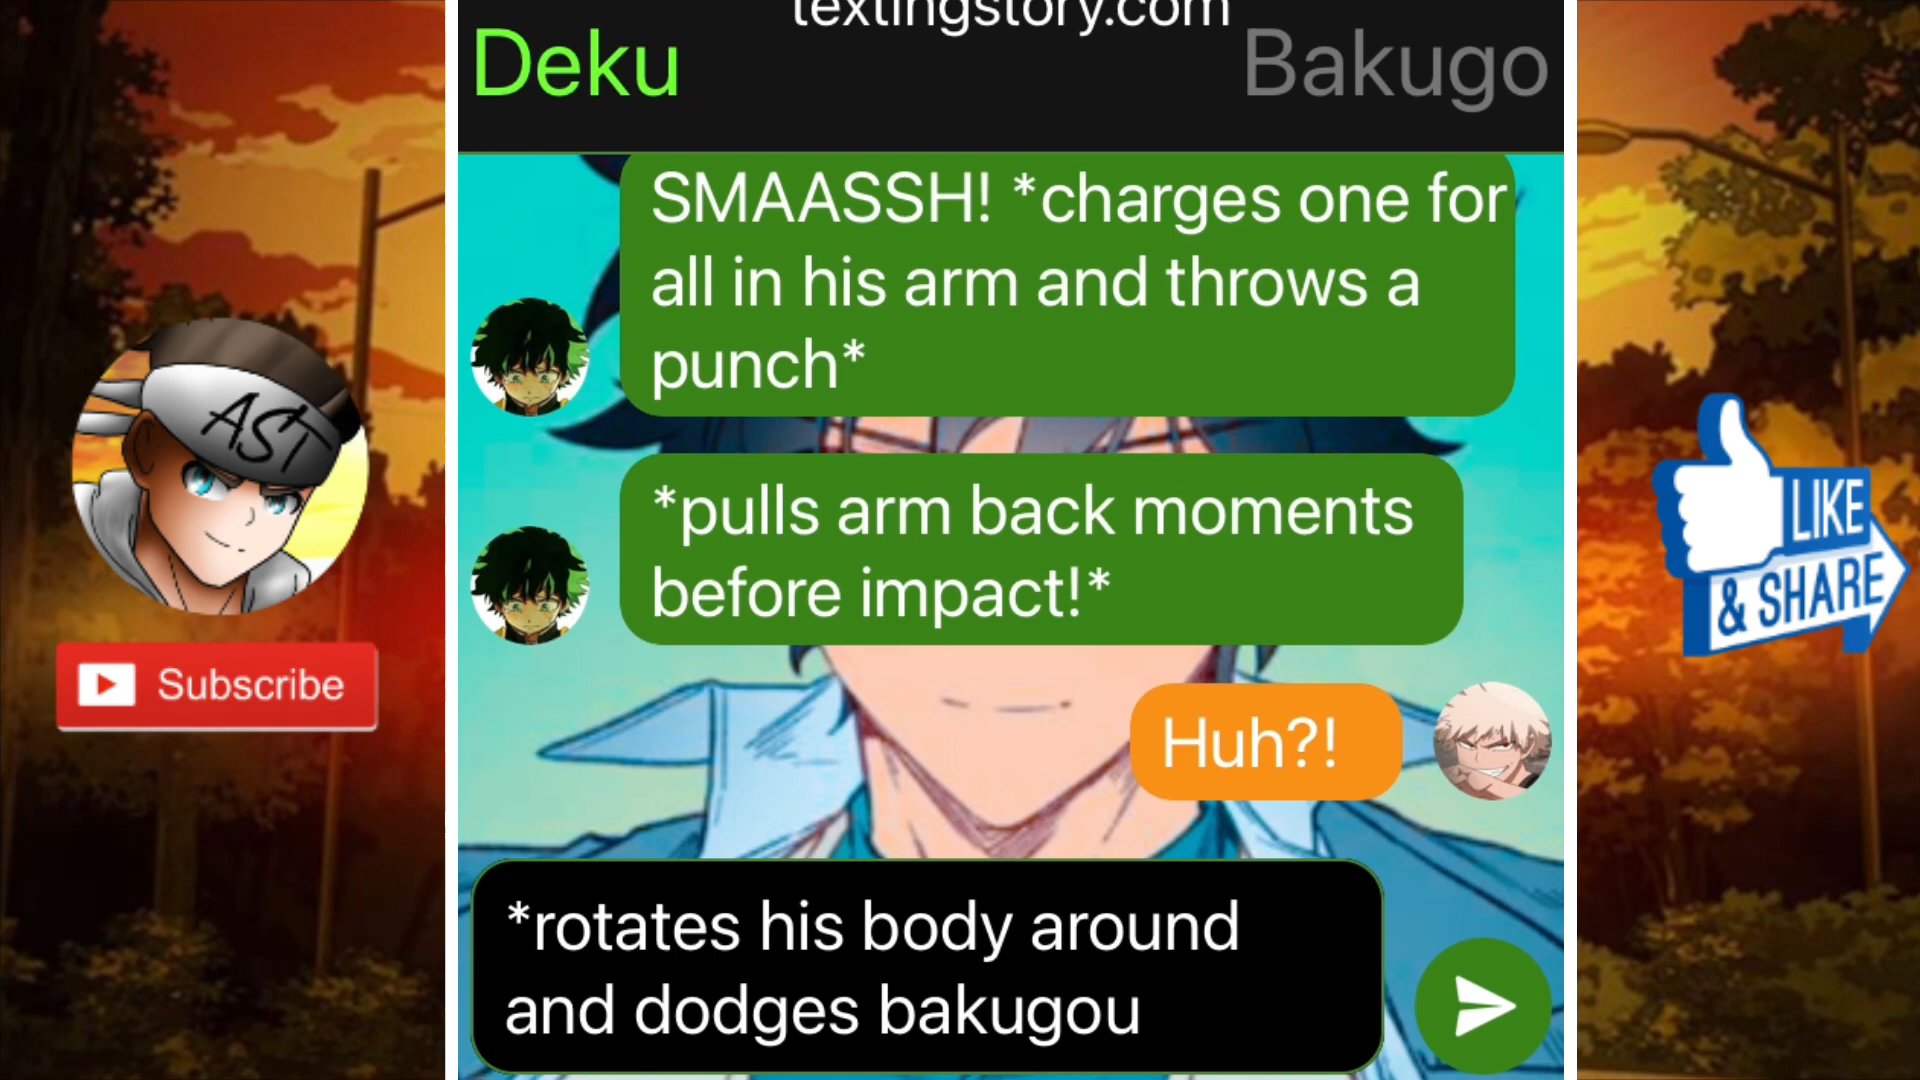 textingstory.com
Deku
Bakugo
SMAASSH! *charges one for
all in his arm and throws a
punch*
*pulls arm back moments
before impact!*
Huh?!
*rotates his body around
and dodges bakugou
AST
Subscribe
LIKE
& SHARE